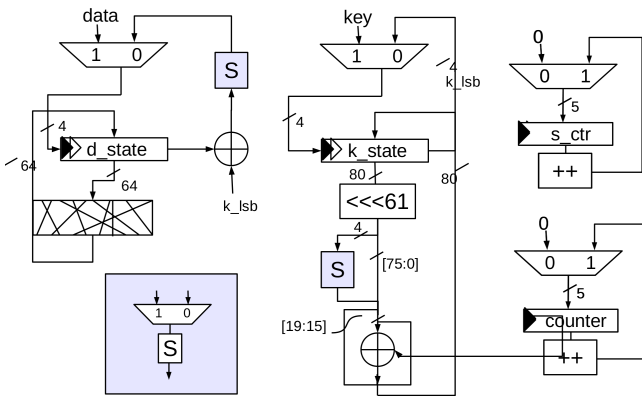 data
1 0
S
4
d_state
64
64
k_lsb
1 0
S
key
1 0
4
k_lsb
4
k_state
80
80
<<<61
4
S
[75:0]
[19:15]
0
0 1
5
s_ctr
++
0
0 1
5
counter
++